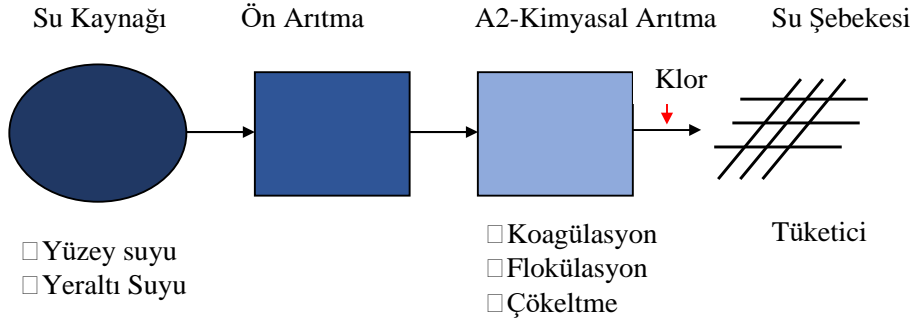 Su Kaynağı
Ön Arıtma
A2-Kimyasal Arıtma
Su Şebekesi
Klor
□Yüzey suyu
□Yeraltı Suyu
□Koagülasyon
□Flokülasyon
□Çökeltme
Tüketici